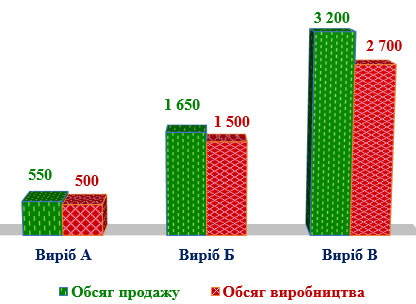 3 200
2 700
1 650
1 500
550
500
Виріб А
Виріб Б
Виріб В
Обсяг продажу
Обсяг виробництва